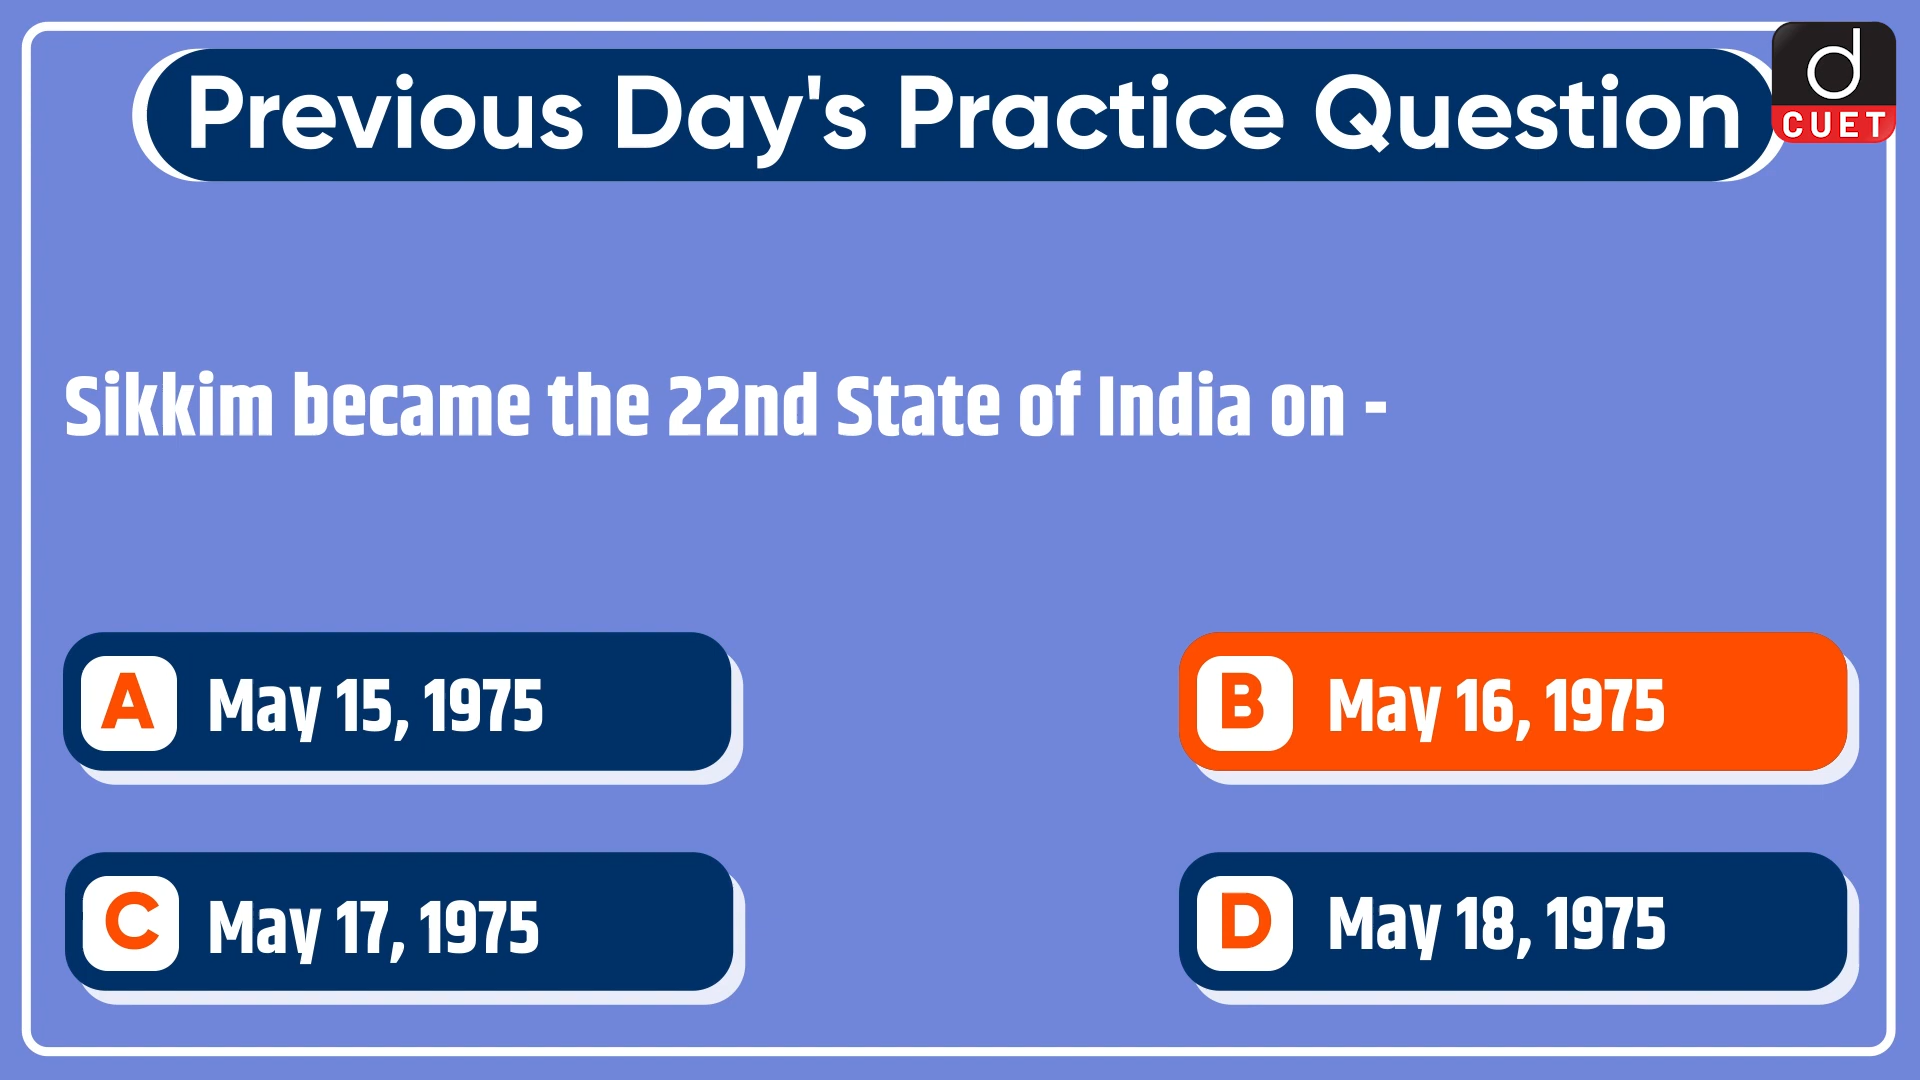 Previous Day's Practice Question
d
CUET
Sikkim became the 22nd State of India on -
A May 15, 1975
B May 16, 1975
C May 17, 1975
D May 18, 1975